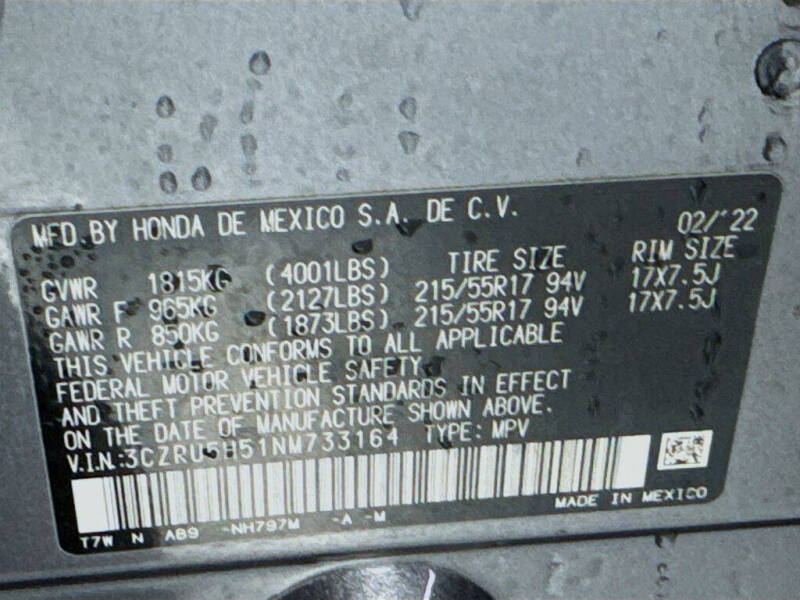 MFD.BY HONDA DE MEXICO S.A. DE C.V. 02/'22
GVWR 1815KG (4001LBS) TIRE SIZE RIM SIZE
GAWR F 965KG (2127LBS) 215/55R17 94V 17X7.5J
GAWR R 850KG (1873LBS) 215/55R17 94V 17X7.5J
THIS VEHICLE CONFORMS TO ALL APPLICABLE
FEDERAL MOTOR VEHICLE SAFETY
AND THEFT PREVENTION STANDARDS IN EFFECT
ON THE DATE OF MANUFACTURE SHOWN ABOVE.
V.I.N.:3CZRU5H51NM733164 TYPE: MPV
MADE IN MEXICO
T7W N AB9 -NH797M -A -M